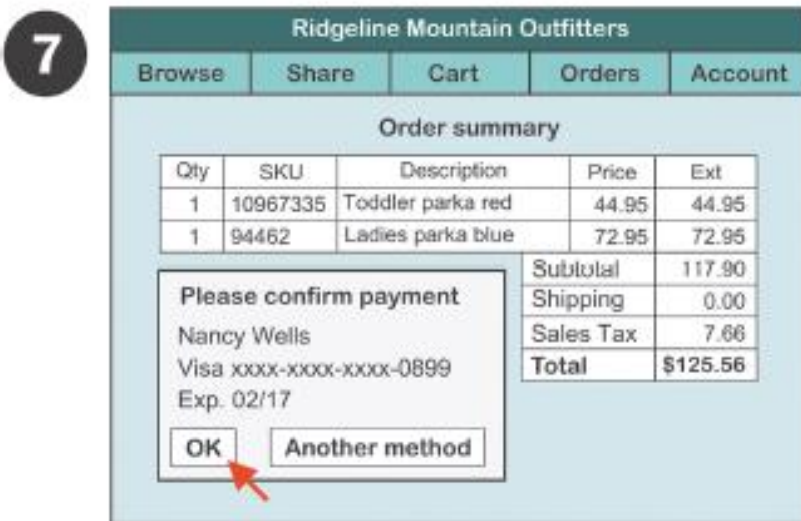 7
Ridgeline Mountain Outfitters
Browse Share Cart Orders Account
Order summary
Qty SKU Description Price Ext
1 10967335 Toddler parka red 44.95 44.95
1 94462 Ladies parka blue 72.95 72.95
Subtotal 117.90
Shipping 0.00
Sales Tax 7.66
Total $125.56
Please confirm payment
Nancy Wells
Visa xxxx-xxxx-xxxx-0899
Exp. 02/17
OK Another method